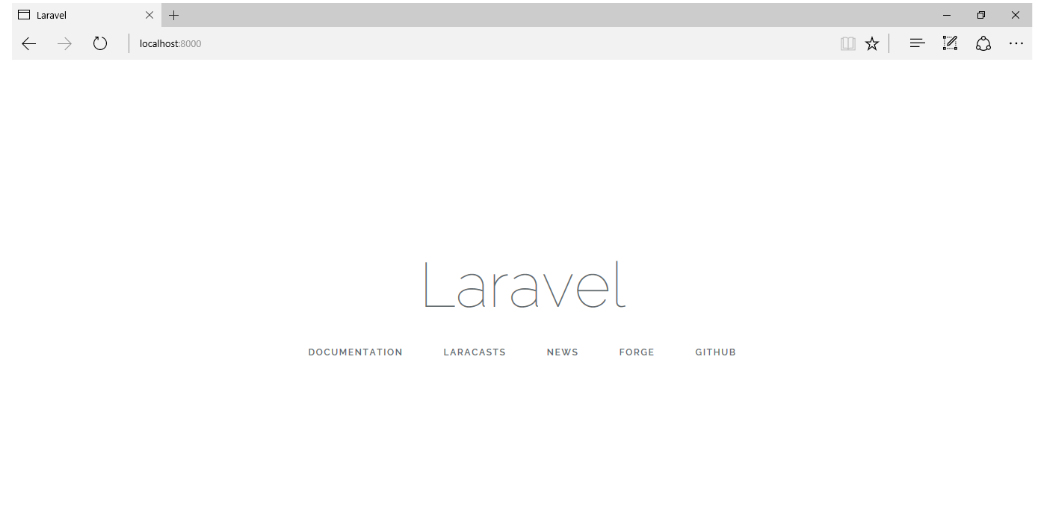 Laravel
localhost:8000
Laravel
DOCUMENTATION LARACASTS NEWS FORGE GITHUB